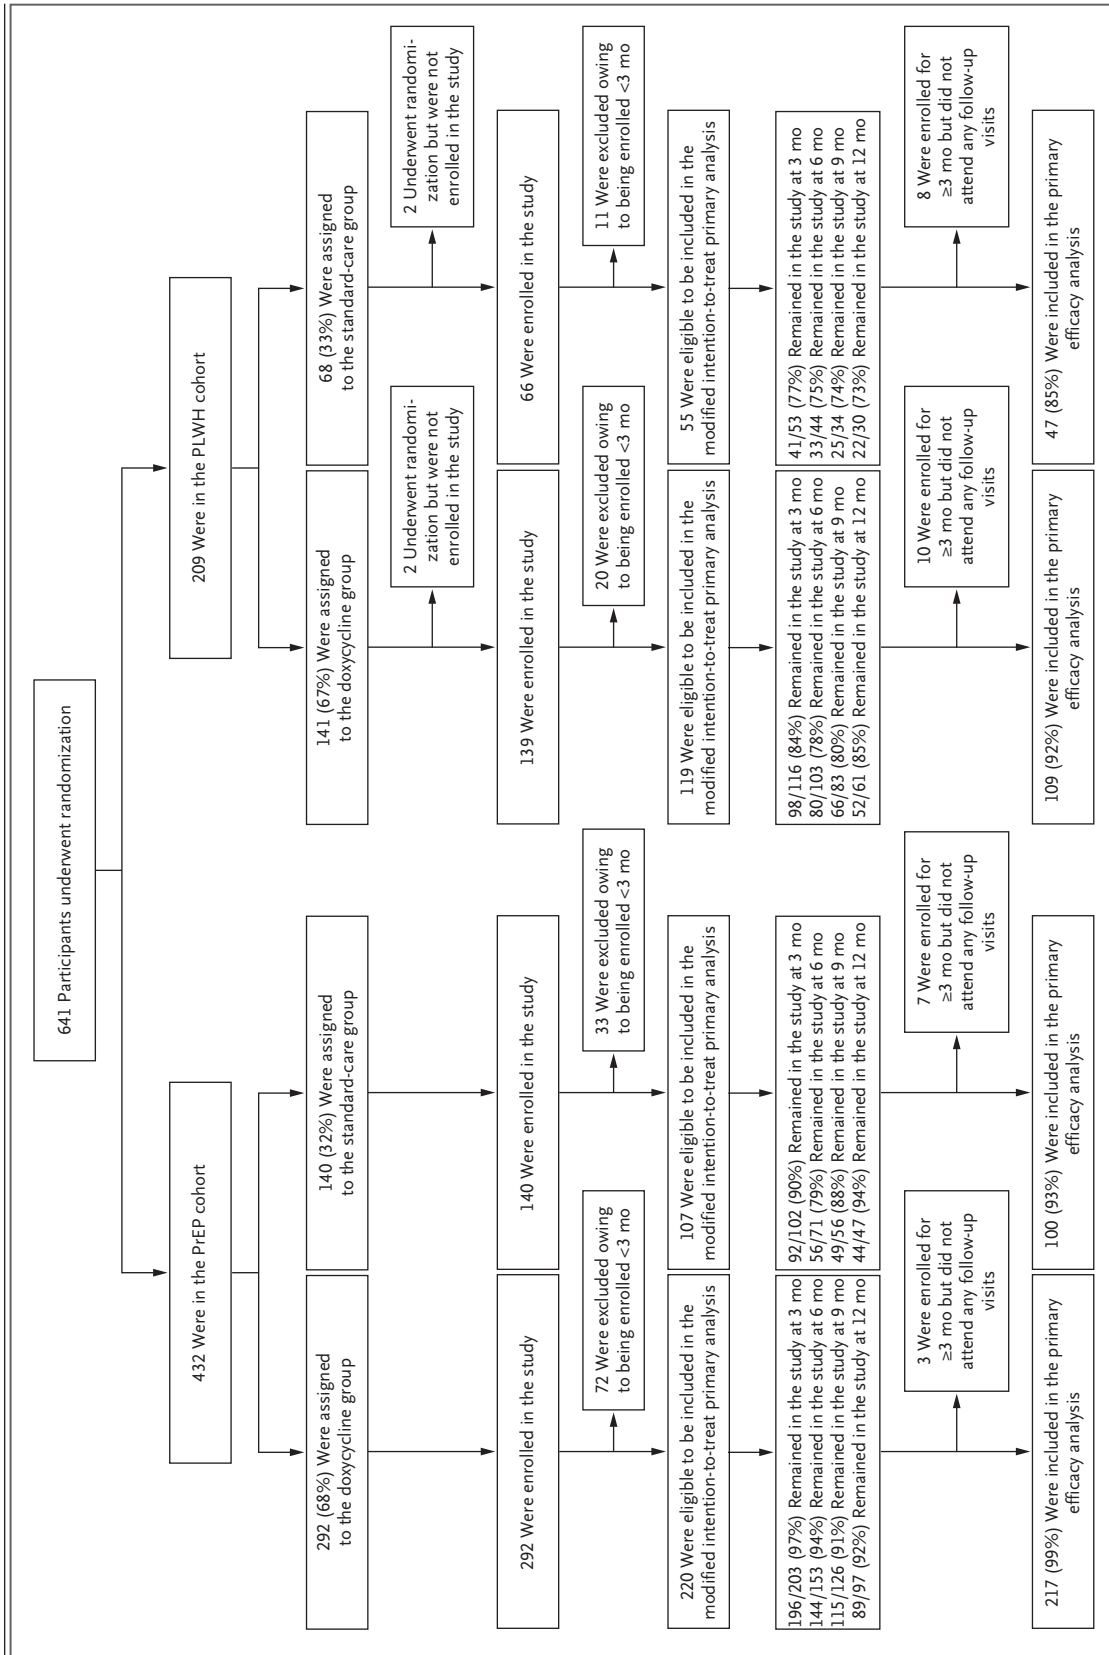 641 Participants underwent randomization
432 Were in the PrEP cohort
209 Were in the PLWH cohort
292 (68%) Were assigned
to the doxycycline group
140 (32%) Were assigned
to the standard-care group
141 (67%) Were assigned
to the doxycycline group
68 (33%) Were assigned
to the standard-care group
2 Underwent randomi-
zation but were not
enrolled in the study
2 Underwent randomi-
zation but were not
enrolled in the study
292 Were enrolled in the study
140 Were enrolled in the study
139 Were enrolled in the study
66 Were enrolled in the study
72 Were excluded owing
to being enrolled <3 mo
33 Were excluded owing
to being enrolled <3 mo
20 Were excluded owing
to being enrolled <3 mo
11 Were excluded owing
to being enrolled <3 mo
220 Were eligible to be included in the
modified intention-to-treat primary analysis
107 Were eligible to be included in the
modified intention-to-treat primary analysis
119 Were eligible to be included in the
modified intention-to-treat primary analysis
55 Were eligible to be included in the
modified intention-to-treat primary analysis
196/203 (97%) Remained in the study at 3 mo
144/153 (94%) Remained in the study at 6 mo
115/126 (91%) Remained in the study at 9 mo
89/97 (92%) Remained in the study at 12 mo
92/102 (90%) Remained in the study at 3 mo
56/71 (79%) Remained in the study at 6 mo
49/56 (88%) Remained in the study at 9 mo
44/47 (94%) Remained in the study at 12 mo
98/116 (84%) Remained in the study at 3 mo
80/103 (78%) Remained in the study at 6 mo
66/83 (80%) Remained in the study at 9 mo
52/61 (85%) Remained in the study at 12 mo
41/53 (77%) Remained in the study at 3 mo
33/44 (75%) Remained in the study at 6 mo
25/34 (74%) Remained in the study at 9 mo
22/30 (73%) Remained in the study at 12 mo
3 Were enrolled for
≥3 mo but did not
attend any follow-up
visits
7 Were enrolled for
≥3 mo but did not
attend any follow-up
visits
10 Were enrolled for
≥3 mo but did not
attend any follow-up
visits
8 Were enrolled for
≥3 mo but did not
attend any follow-up
visits
217 (99%) Were included in the primary
efficacy analysis
100 (93%) Were included in the primary
efficacy analysis
109 (92%) Were included in the primary
efficacy analysis
47 (85%) Were included in the primary
efficacy analysis